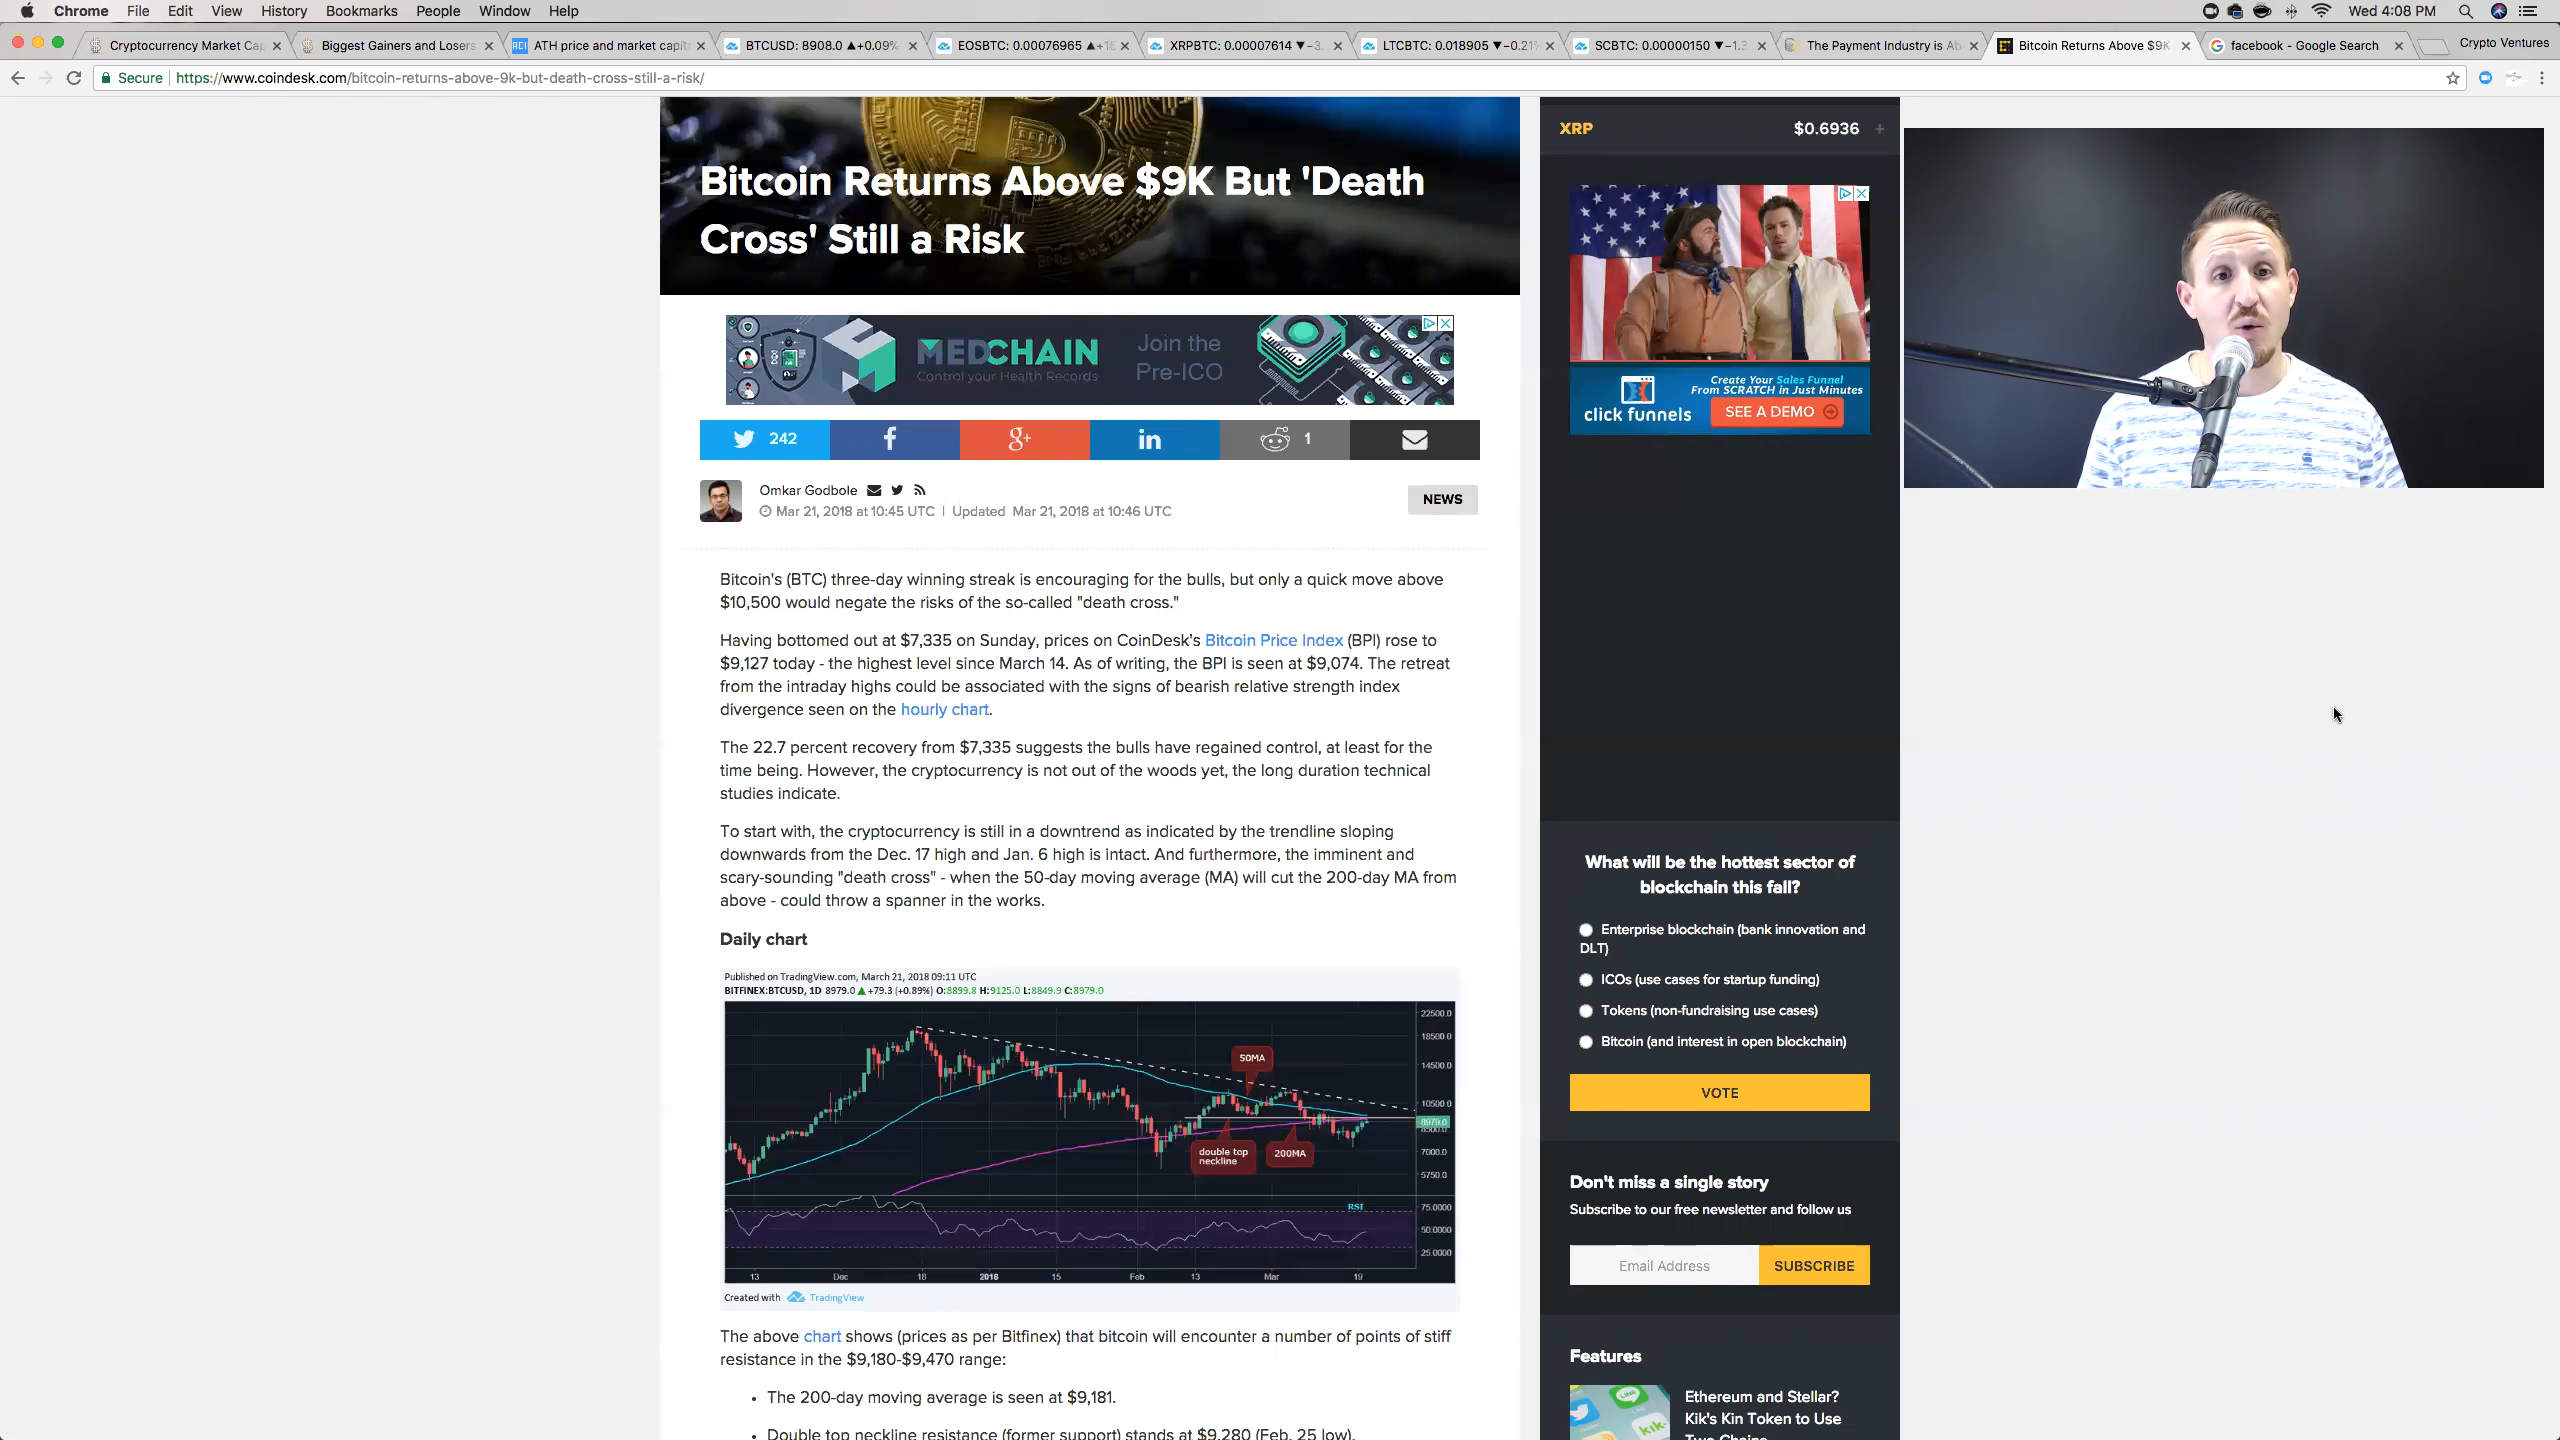 Chrome File Edit View History Bookmarks People Window Help
Wed 4:08 PM
Cryptocurrency Market Ca
Biggest Gainers and Losers
ATH price and market capit
BTCUSD: 8908.0 ▲+0.09%
EOSBTC: 0.00076965 ▲+1
XRPBTC: 0.00007614 ▼−3.
LTCBTC: 0.018905 ▼−0.21
SCBTC: 0.00000150 ▼−1.3
The Payment Industry is Ab
Bitcoin Returns Above $9K
facebook - Google Search
Crypto Ventures
Secure https://www.coindesk.com/bitcoin-returns-above-9k-but-death-cross-still-a-risk/
Bitcoin Returns Above $9K But 'Death
Cross' Still a Risk
MEDCHAIN
Control your Health Records
Join the
Pre-ICO
242
1
Omkar Godbole
Mar 21, 2018 at 10:45 UTC | Updated Mar 21, 2018 at 10:46 UTC
NEWS
Bitcoin's (BTC) three-day winning streak is encouraging for the bulls, but only a quick move above
$10,500 would negate the risks of the so-called "death cross."
Having bottomed out at $7,335 on Sunday, prices on CoinDesk's Bitcoin Price Index (BPI) rose to
$9,127 today - the highest level since March 14. As of writing, the BPI is seen at $9,074. The retreat
from the intraday highs could be associated with the signs of bearish relative strength index
divergence seen on the hourly chart.
The 22.7 percent recovery from $7,335 suggests the bulls have regained control, at least for the
time being. However, the cryptocurrency is not out of the woods yet, the long duration technical
studies indicate.
To start with, the cryptocurrency is still in a downtrend as indicated by the trendline sloping
downwards from the Dec. 17 high and Jan. 6 high is intact. And furthermore, the imminent and
scary-sounding "death cross" - when the 50-day moving average (MA) will cut the 200-day MA from
above - could throw a spanner in the works.
Daily chart
Published on TradingView.com, March 21, 2018 09:11 UTC
BITFINEX:BTCUSD, 1D 8979.0 ▲ +79.3 (+0.89%) O:8899.8 H:9125.0 L:8849.9 C:8979.0
22500.0
18500.0
14500.0
10500.0
8979.0
8500.0
7000.0
5750.0
50MA
double top
neckline
200MA
RSI
75.0000
50.0000
25.0000
13 Dec 18 2018 15 Feb 13 Mar 19
Created with TradingView
The above chart shows (prices as per Bitfinex) that bitcoin will encounter a number of points of stiff
resistance in the $9,180-$9,470 range:
• The 200-day moving average is seen at $9,181.
• Double top neckline resistance (former support) stands at $9,280 (Feb. 25 low).
XRP $0.6936 +
Create Your Sales Funnel
From SCRATCH in Just Minutes
click funnels
SEE A DEMO
What will be the hottest sector of
blockchain this fall?
Enterprise blockchain (bank innovation and
DLT)
ICOs (use cases for startup funding)
Tokens (non-fundraising use cases)
Bitcoin (and interest in open blockchain)
VOTE
Don't miss a single story
Subscribe to our free newsletter and follow us
Email Address
SUBSCRIBE
Features
LINE
kik
Ethereum and Stellar?
Kik's Kin Token to Use
Two Chains